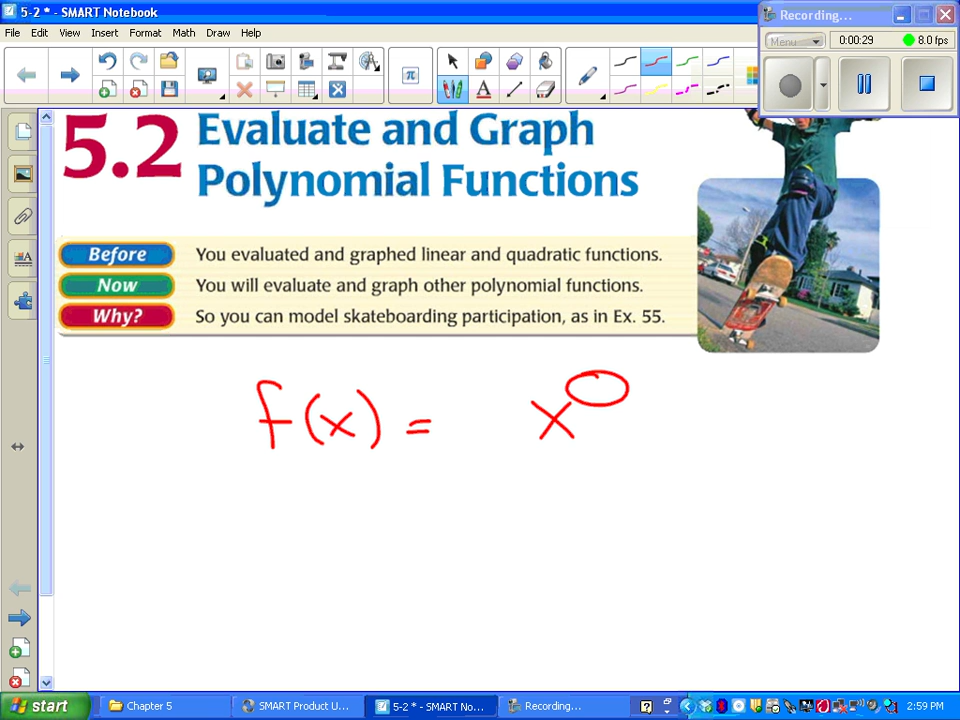 5-2 * - SMART Notebook
Recording...
File Edit View Insert Format Math Draw Help
Menu
0:00:29
8.0 fps
5.2 Evaluate and Graph
Polynomial Functions
Before You evaluated and graphed linear and quadratic functions.
Now You will evaluate and graph other polynomial functions.
Why? So you can model skateboarding participation, as in Ex. 55.
f(x) = x
start
Chapter 5
SMART Product U...
5-2 * - SMART No...
Recording...
2:59 PM